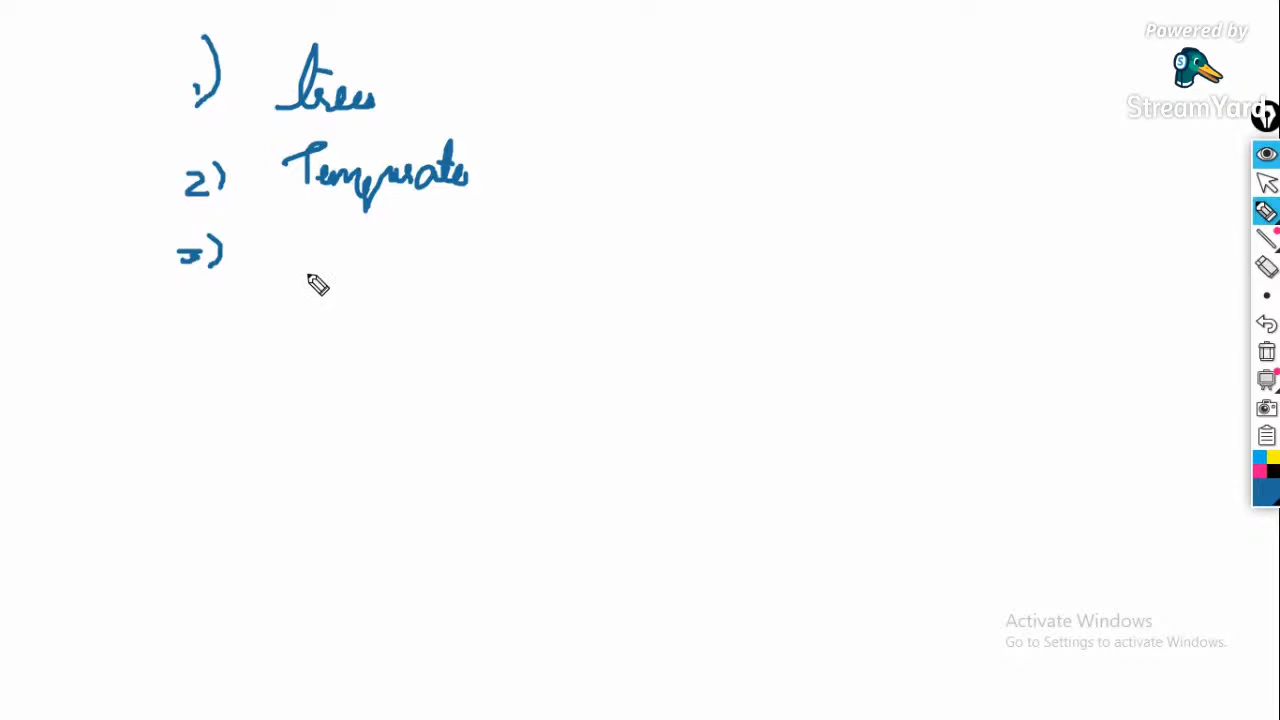 Powered by
StreamYard
1) trees
2) Temperate
3)
Activate Windows
Go to Settings to activate Windows.